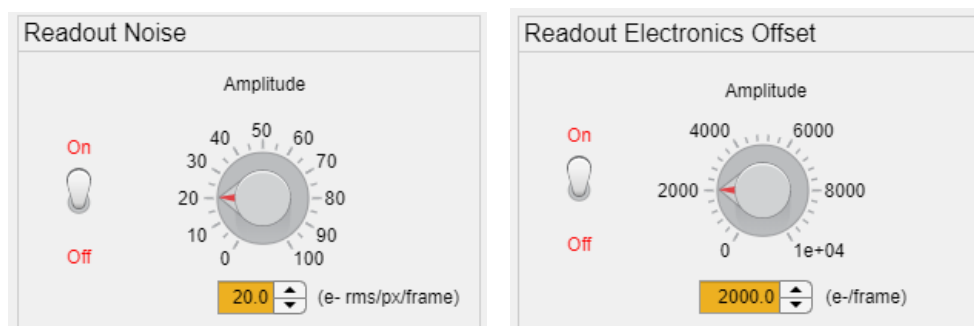 Readout Noise
Amplitude
On
Off
0
10
20
30
40
50
60
70
80
90
100
20.0
(e- rms/px/frame)
Readout Electronics Offset
Amplitude
On
Off
0
2000
4000
6000
8000
1e+04
2000.0
(e-/frame)